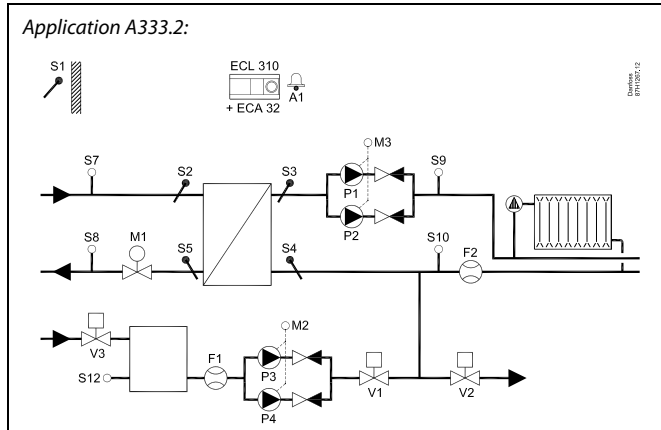 Application A333.2:
S1
ECL 310
A1
+ ECA 32
Danfoss
87H1267.12
M3
S7
S2
S3
S9
P1
P2
S8
M1
S5
S4
S10
F2
M2
V3
F1
P3
S12
P4
V1
V2